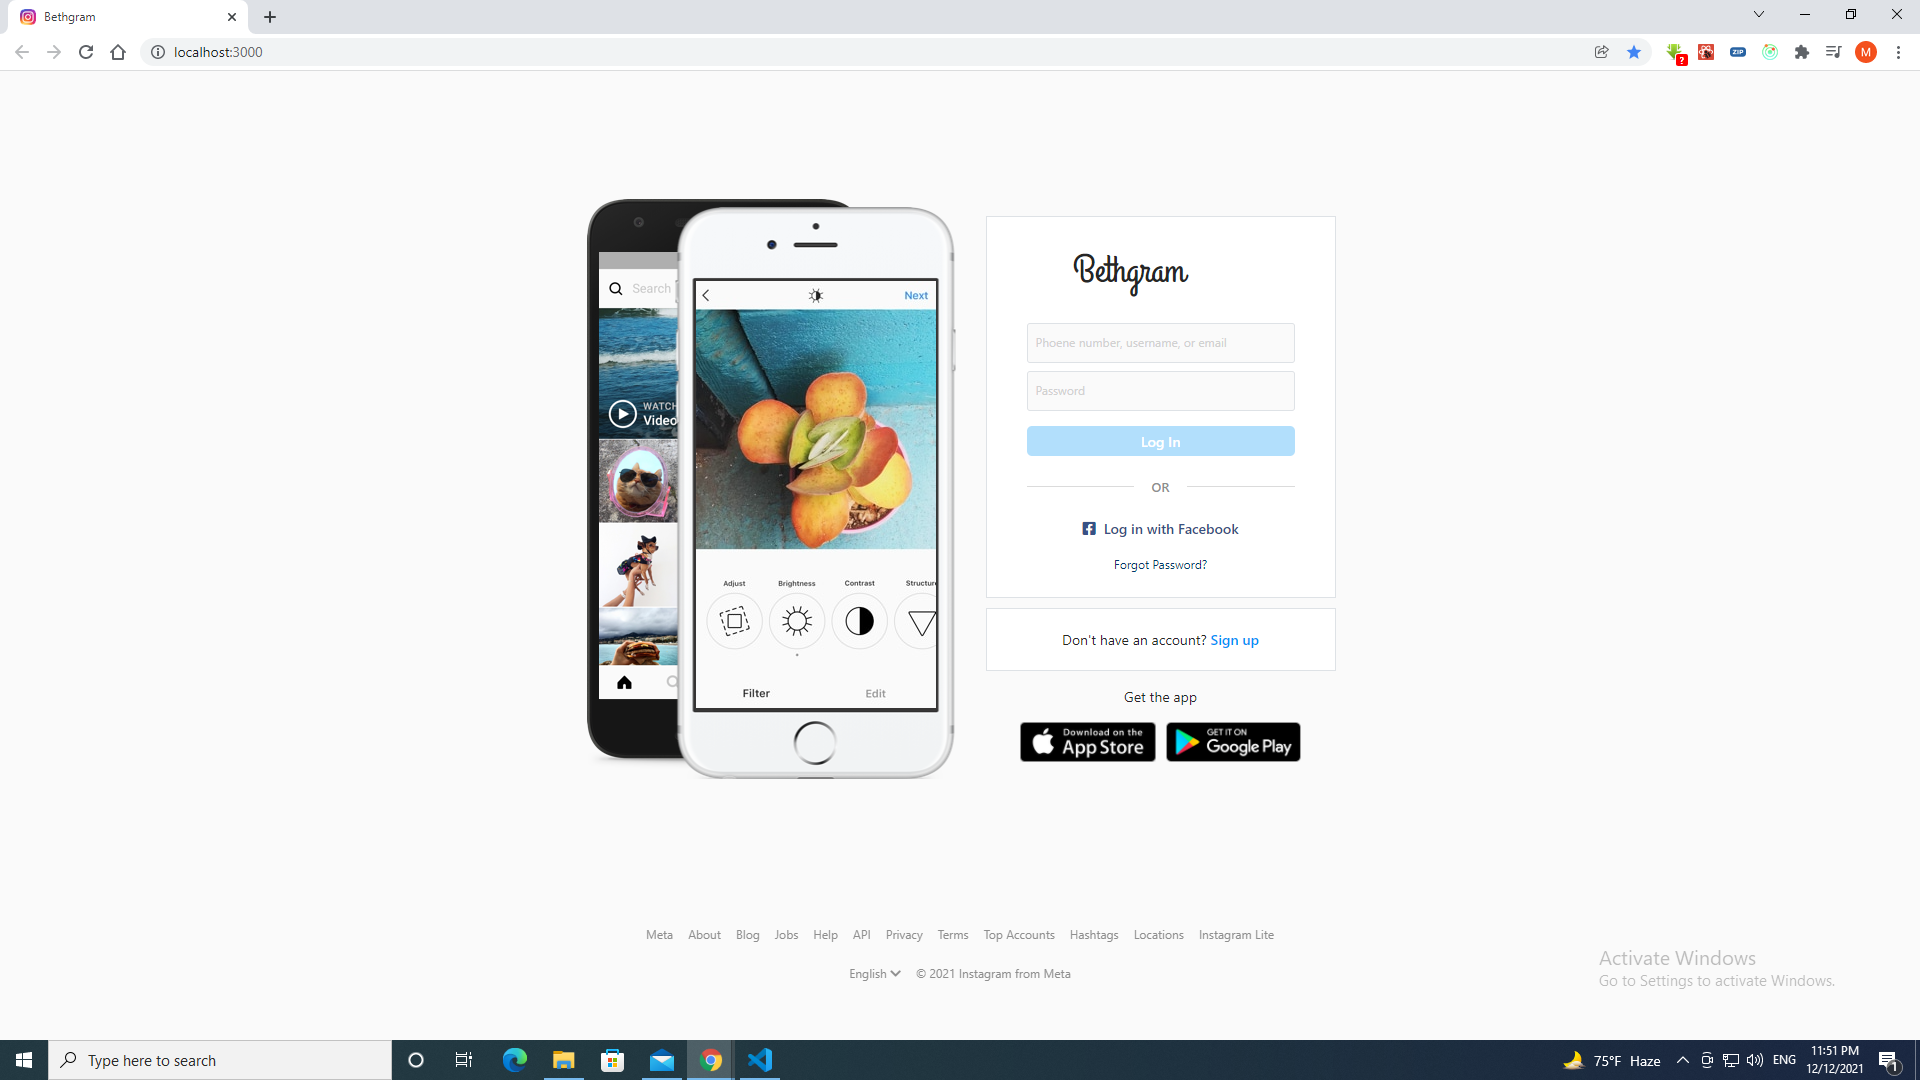 Bethgram
localhost:3000
ZIP
?
M
Search
WATCH
Video
Next
Adjust Brightness Contrast Structure
Filter Edit
Bethgram
Phoene number, username, or email
Password
Log In
OR
Log in with Facebook
Forgot Password?
Don't have an account? Sign up
Get the app
Download on the
App Store
GET IT ON
Google Play
Meta About Blog Jobs Help API Privacy Terms Top Accounts Hashtags Locations Instagram Lite
English © 2021 Instagram from Meta
Activate Windows
Go to Settings to activate Windows.
Type here to search
75°F Haze
ENG
11:51 PM
12/12/2021
1